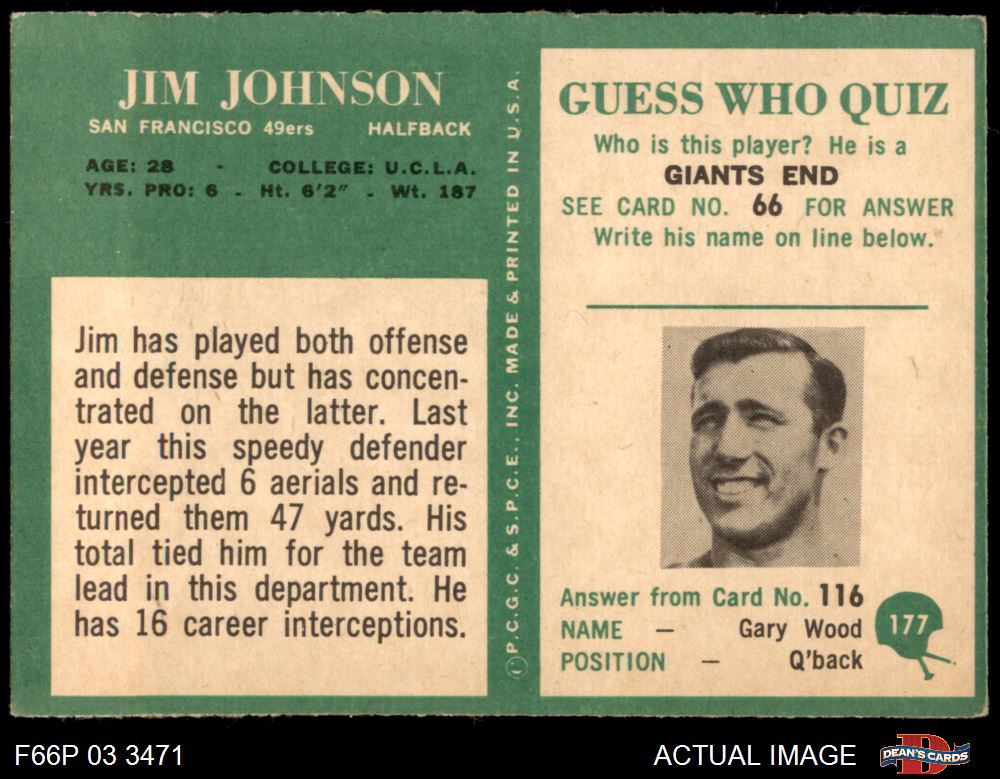 JIM JOHNSON
SAN FRANCISCO 49ers HALFBACK
AGE: 28 - COLLEGE: U.C.L.A.
YRS. PRO: 6 - Ht. 6'2" - Wt. 187
Jim has played both offense
and defense but has concen-
trated on the latter. Last
year this speedy defender
intercepted 6 aerials and re-
turned them 47 yards. His
total tied him for the team
lead in this department. He
has 16 career interceptions.
©P.C.G.C. & S.P.C.E., INC. MADE & PRINTED IN U.S.A.
GUESS WHO QUIZ
Who is this player? He is a
GIANTS END
SEE CARD NO. 66 FOR ANSWER
Write his name on line below.
Answer from Card No. 116
NAME — Gary Wood
POSITION — Q'back
177
F66P 03 3471
ACTUAL IMAGE
DEAN'S CARDS